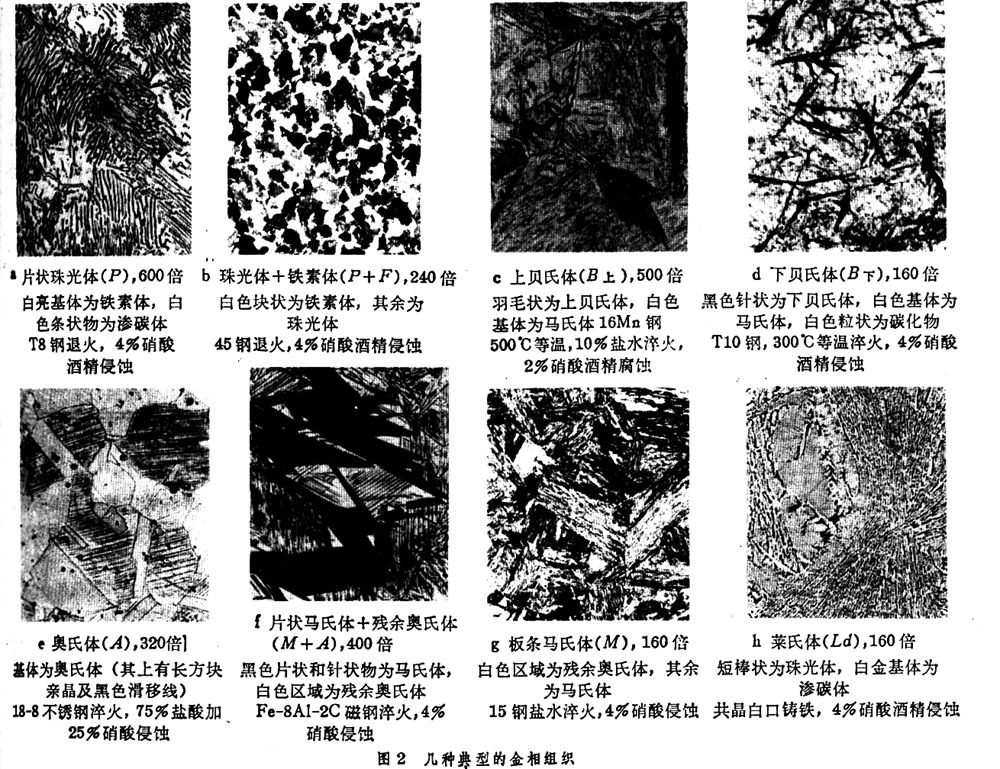 a 片状珠光体(P),600倍
白亮基体为铁素体，白
色条状物为渗碳体
T8钢退火，4%硝酸
酒精侵蚀
b 珠光体＋铁素体(P+F),240倍
白色块状为铁素体，其余为
珠光体
45钢退火,4%硝酸酒精侵蚀
c 上贝氏体(B上),500倍
羽毛状为上贝氏体，白色
基体为马氏体16Mn钢
500℃等温,10%盐水淬火，
2%硝酸酒精腐蚀
d 下贝氏体(B下),160倍
黑色针状为下贝氏体，白色基体为
马氏体，白色粒状为碳化物
T10钢,300℃等温淬火，4%硝酸
酒精侵蚀
e 奥氏体(A),320倍
基体为奥氏体（其上有长方块
亲晶及黑色滑移线）
18-8不锈钢淬火，75%盐酸加
25%硝酸侵蚀
f 片状马氏体＋残余奥氏体
(M+A),400倍
黑色片状和针状物为马氏体，
白色区域为残余奥氏体
Fe-8Al-2C磁钢淬火,4%
硝酸侵蚀
g 板条马氏体(M)，160倍
白色区域为残余奥氏体，其余
为马氏体
15钢盐水淬火,4%硝酸侵蚀
h 莱氏体(Ld),160倍
短棒状为珠光体，白金基体为
渗碳体
共晶白口铸铁，4%硝酸酒精侵蚀
图2 几种典型的金相组织